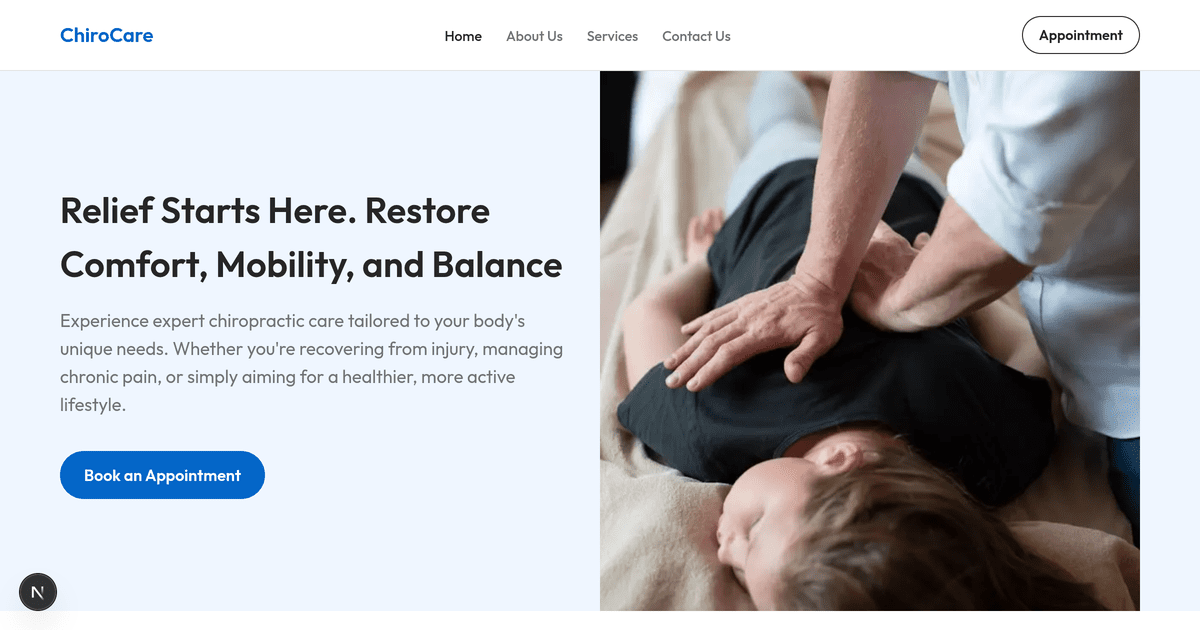 ChiroCare
Home
About Us
Services
Contact Us
Appointment
Relief Starts Here. Restore
Comfort, Mobility, and Balance
Experience expert chiropractic care tailored to your body's
unique needs. Whether you're recovering from injury, managing
chronic pain, or simply aiming for a healthier, more active
lifestyle.
Book an Appointment
N